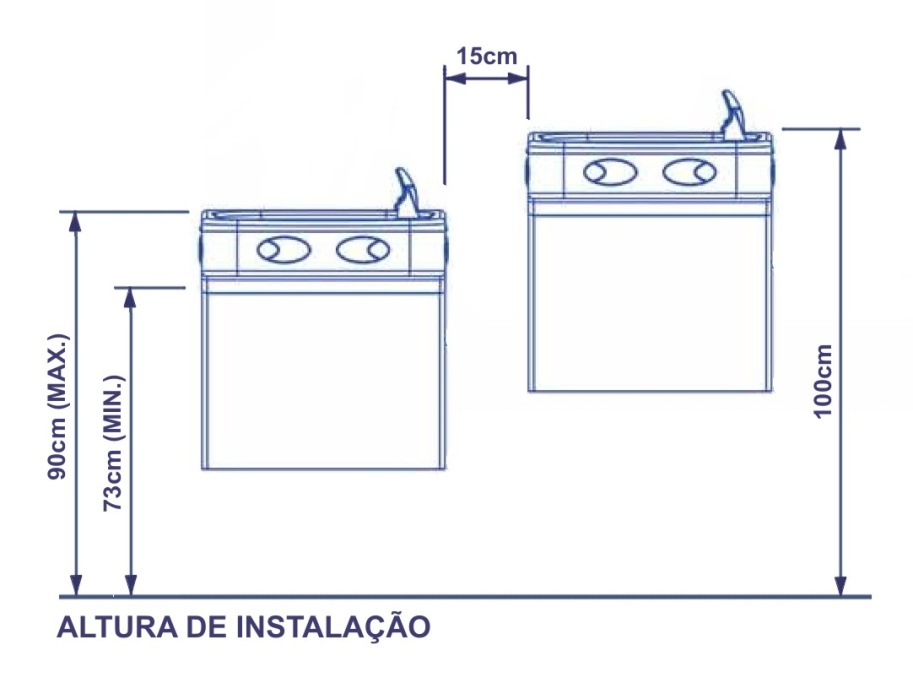 15cm
90cm (MAX.)
73cm (MIN.)
100cm
ALTURA DE INSTALAÇÃO